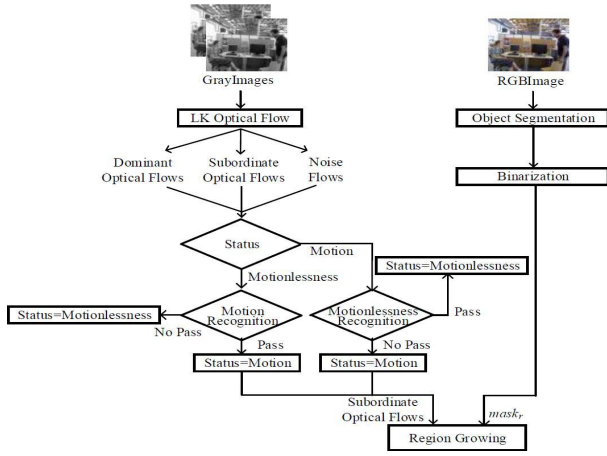 GrayImages
RGBImage
LK Optical Flow
Object Segmentation
Dominant
Optical Flows
Subordinate
Optical Flows
Noise
Flows
Binarization
Status
Motion
Motionlessness
Status=Motionlessness
Status=Motionlessness
Motion
Recognition
Motionlessness
Recognition
Pass
No Pass
Pass
No Pass
Status=Motion
Status=Motion
Subordinate
Optical Flows
mask_r
Region Growing